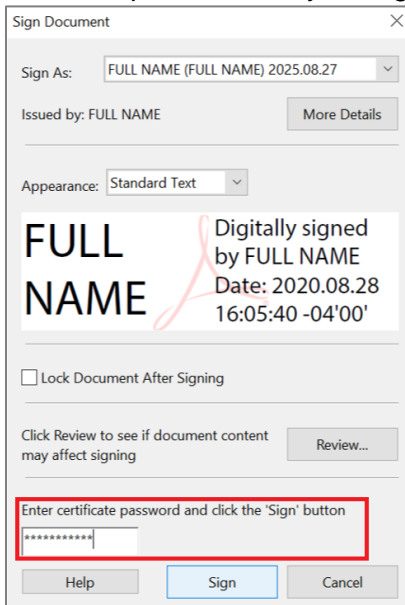 Sign Document
Sign As: FULL NAME (FULL NAME) 2025.08.27
Issued by: FULL NAME More Details
Appearance: Standard Text
FULL
NAME
Digitally signed
by FULL NAME
Date: 2020.08.28
16:05:40 -04'00'
Lock Document After Signing
Click Review to see if document content
may affect signing
Review...
Enter certificate password and click the 'Sign' button
***********
Help Sign Cancel